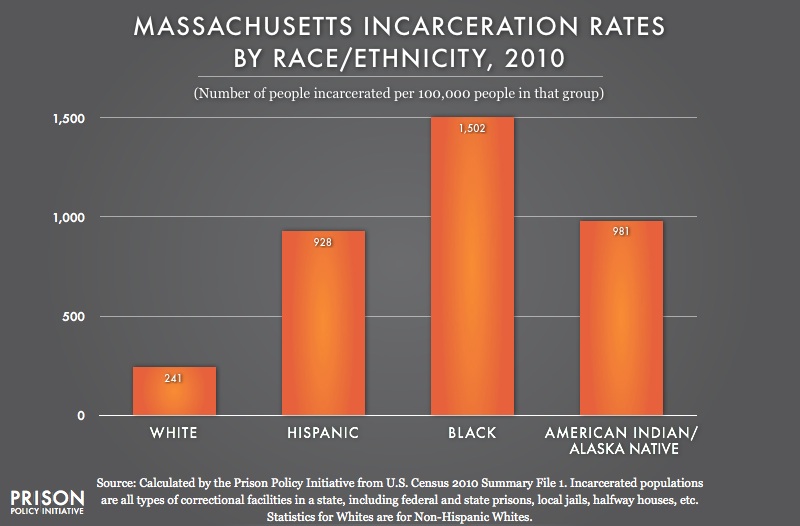 MASSACHUSETTS INCARCERATION RATES
BY RACE/ETHNICITY, 2010
(Number of people incarcerated per 100,000 people in that group)
1,500
1,000
500
0
241
928
1,502
981
WHITE
HISPANIC
BLACK
AMERICAN INDIAN/
ALASKA NATIVE
PRISON
POLICY INITIATIVE
Source: Calculated by the Prison Policy Initiative from U.S. Census 2010 Summary File 1. Incarcerated populations
are all types of correctional facilities in a state, including federal and state prisons, local jails, halfway houses, etc.
Statistics for Whites are for Non-Hispanic Whites.